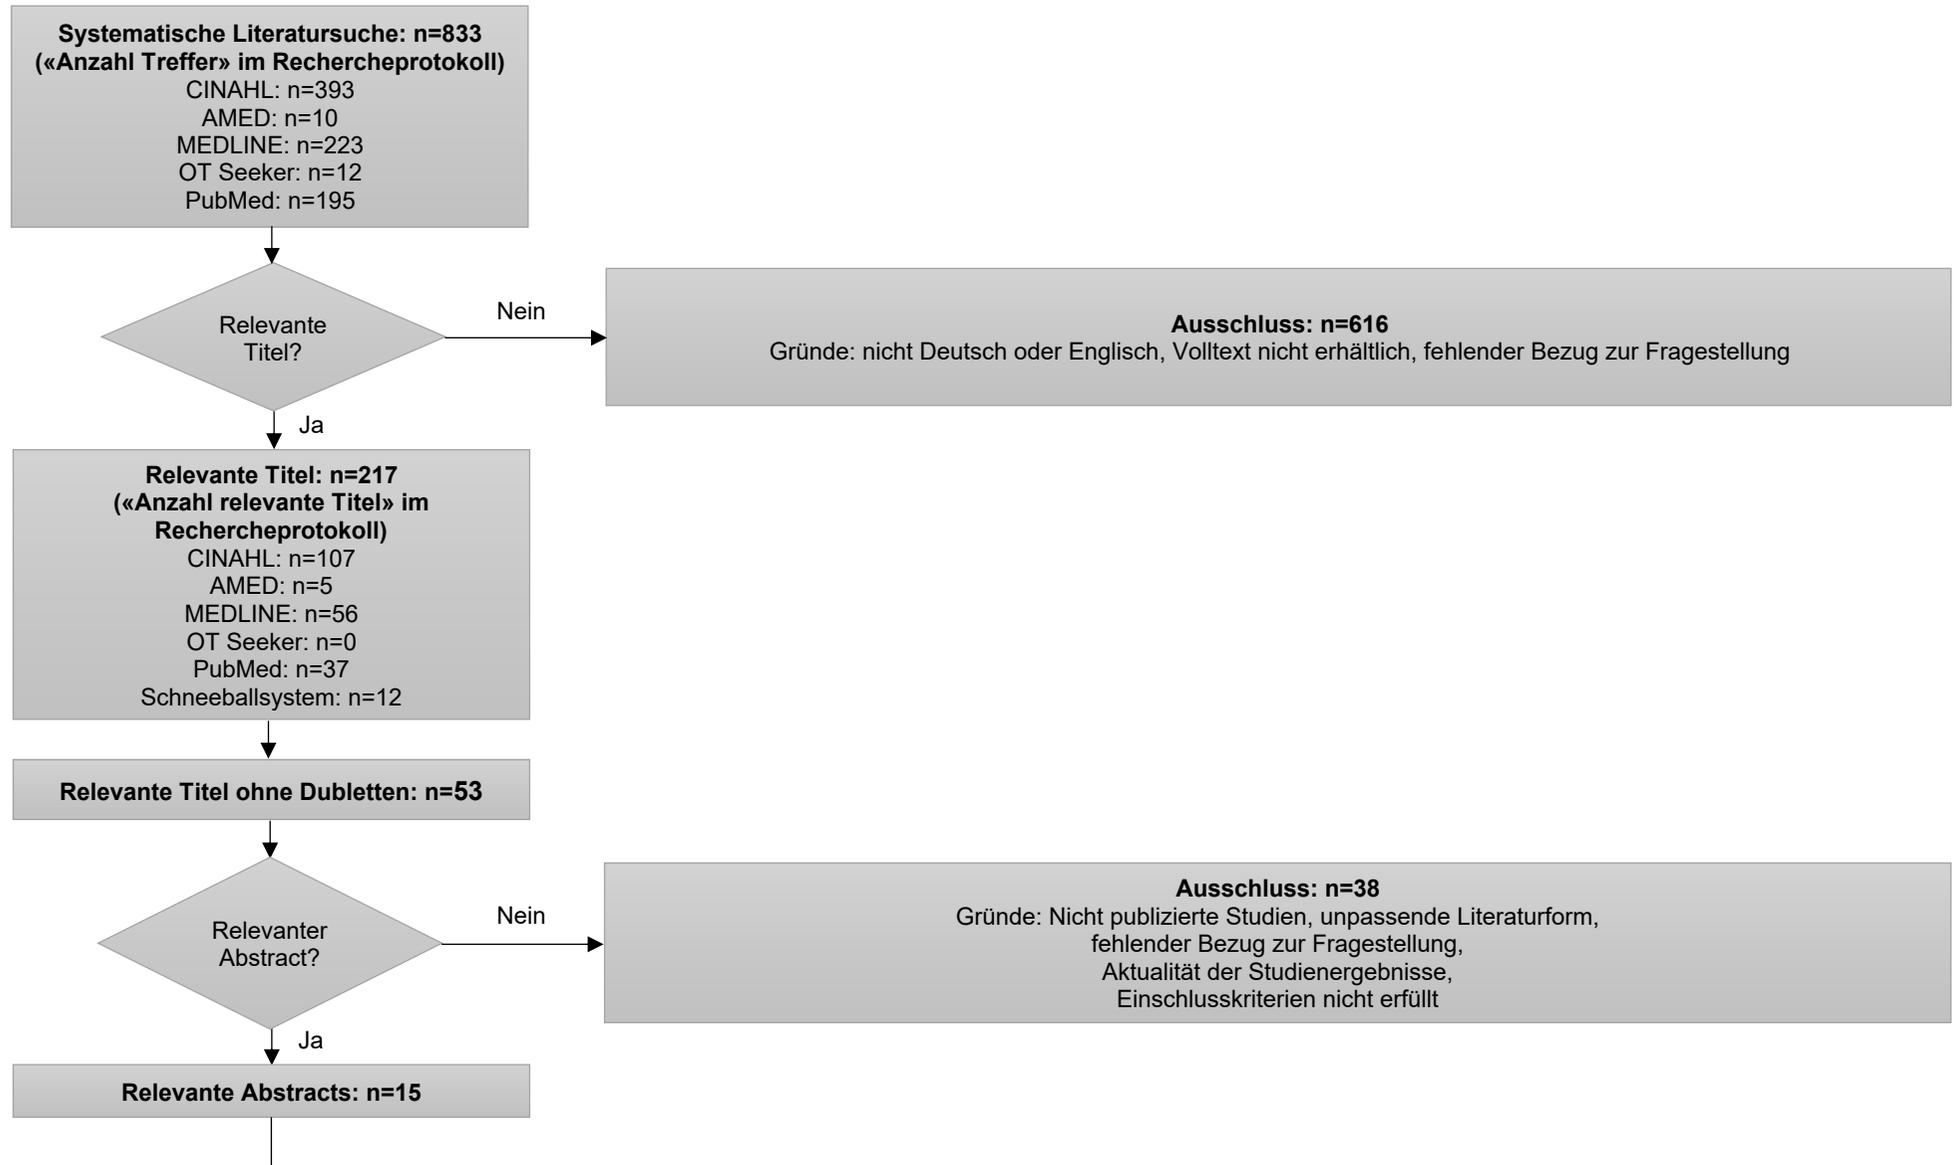 Systematische Literatursuche: n=833
(«Anzahl Treffer» im Rechercheprotokoll)
CINAHL: n=393
AMED: n=10
MEDLINE: n=223
OT Seeker: n=12
PubMed: n=195
Relevante
Titel?
Nein
Ausschluss: n=616
Gründe: nicht Deutsch oder Englisch, Volltext nicht erhältlich, fehlender Bezug zur Fragestellung
Ja
Relevante Titel: n=217
(«Anzahl relevante Titel» im
Rechercheprotokoll)
CINAHL: n=107
AMED: n=5
MEDLINE: n=56
OT Seeker: n=0
PubMed: n=37
Schneeballsystem: n=12
Relevante Titel ohne Dubletten: n=53
Relevanter
Abstract?
Nein
Ausschluss: n=38
Gründe: Nicht publizierte Studien, unpassende Literaturform,
fehlender Bezug zur Fragestellung,
Aktualität der Studienergebnisse,
Einschlusskriterien nicht erfüllt
Ja
Relevante Abstracts: n=15